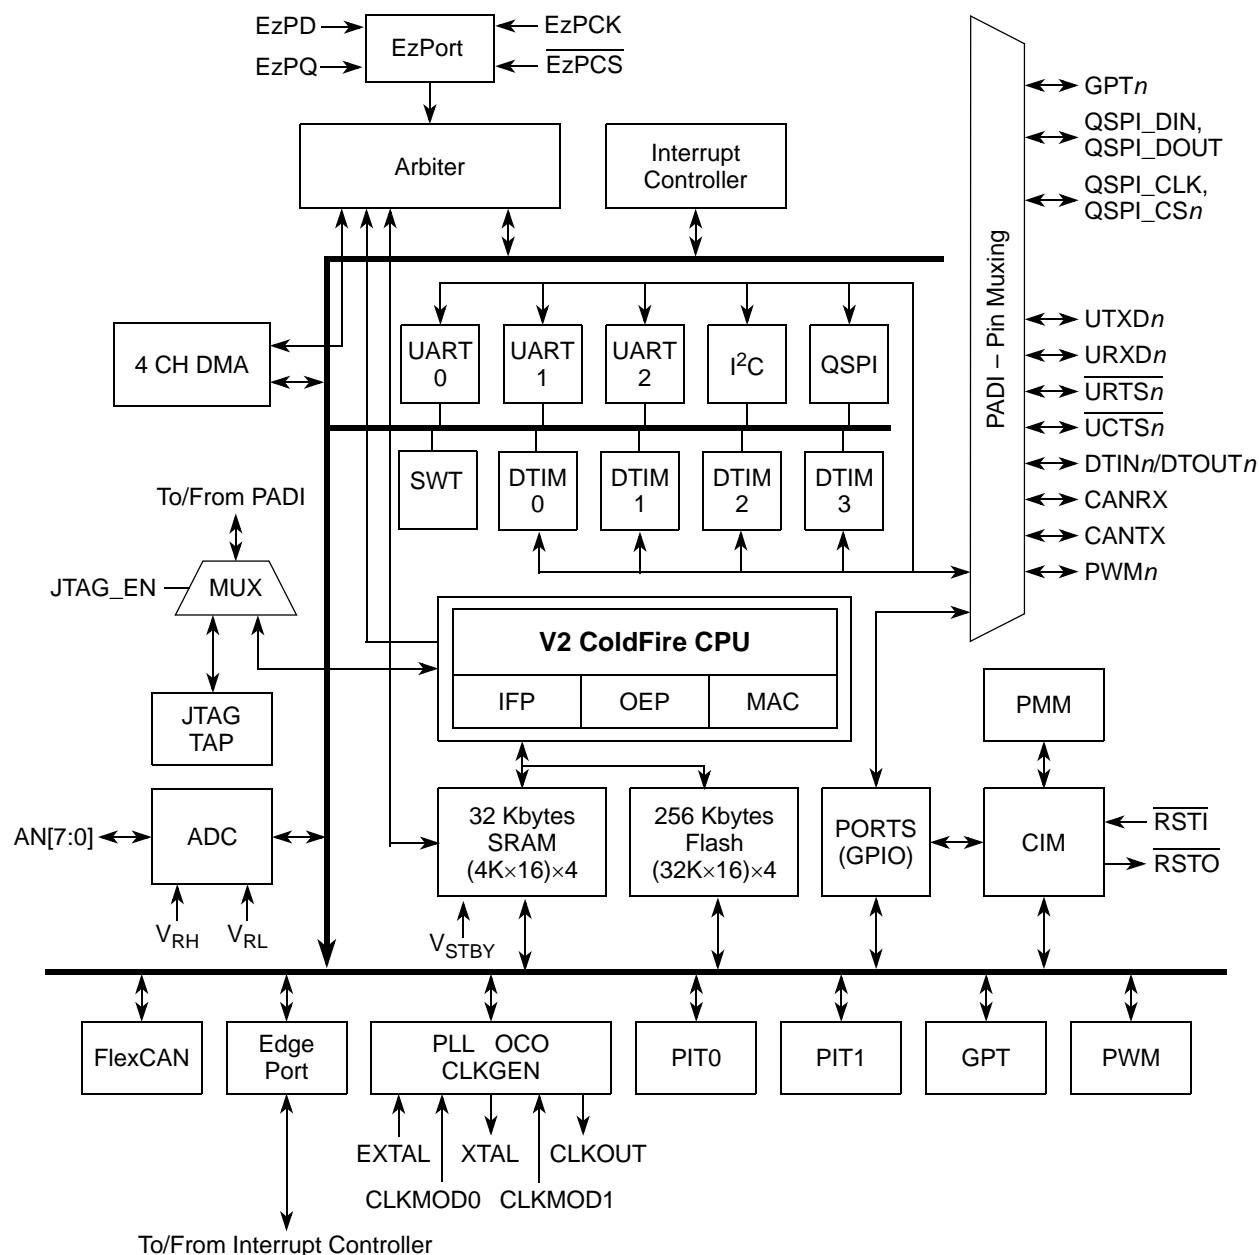 EzPD
EzPCK
EzPort
EzPQ
EzPCS
GPTn
QSPI_DIN,
QSPI_DOUT
Arbiter
Interrupt
Controller
QSPI_CLK,
QSPI_CSn
PADI – Pin Muxing
UTXDn
4 CH DMA
UART
0
UART
1
UART
2
I²C
QSPI
URXDn
URTSn
UCTSn
SWT
DTIM
0
DTIM
1
DTIM
2
DTIM
3
DTINn/DTOUTn
To/From PADI
CANRX
CANTX
JTAG_EN
MUX
PWMn
V2 ColdFire CPU
IFP
OEP
MAC
JTAG
TAP
PMM
AN[7:0]
ADC
32 Kbytes
SRAM
(4K×16)×4
256 Kbytes
Flash
(32K×16)×4
PORTS
(GPIO)
CIM
RSTI
RSTO
VRH
VRL
VSTBY
FlexCAN
Edge
Port
PLL OCO
CLKGEN
PIT0
PIT1
GPT
PWM
EXTAL
XTAL
CLKOUT
CLKMOD0
CLKMOD1
To/From Interrupt Controller